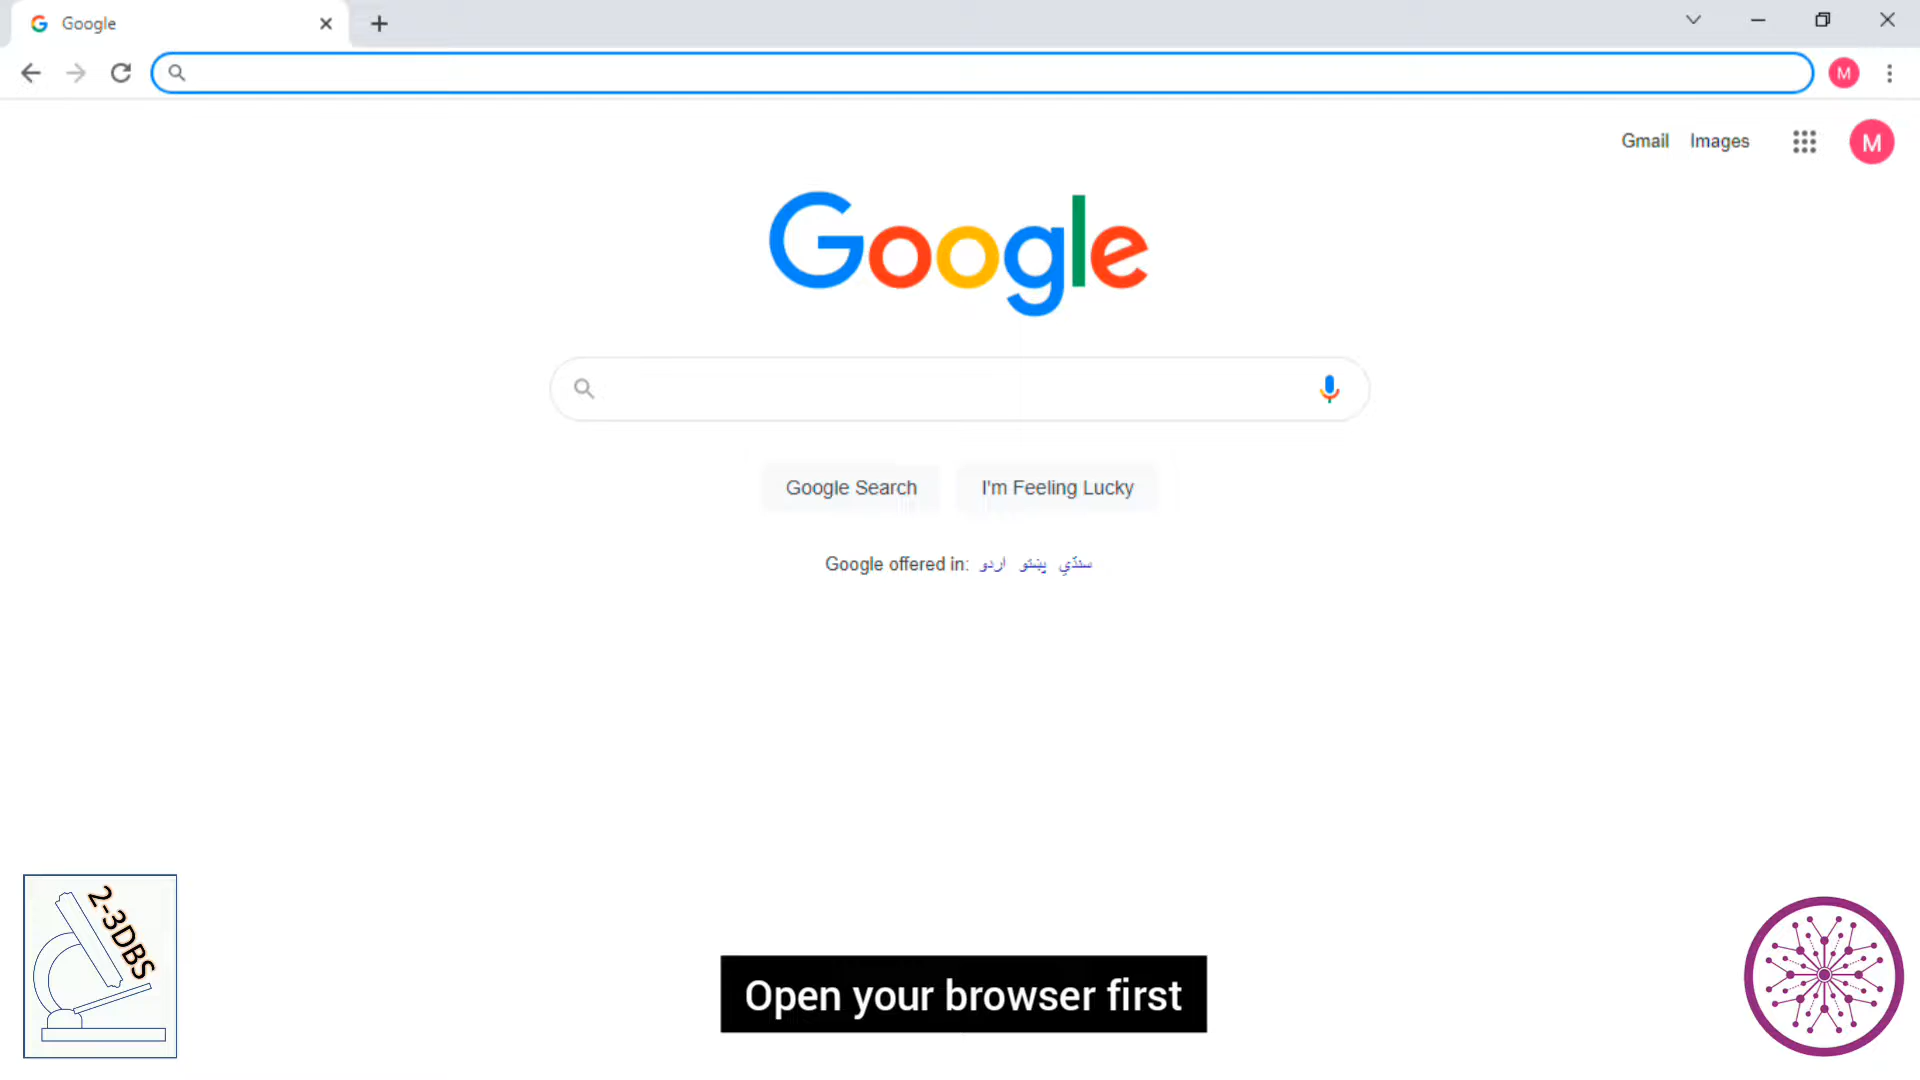 Google
M
Gmail Images M
Google
Google Search I'm Feeling Lucky
Google offered in: اردو پښتو سنڌي
2-3DBS
Open your browser first